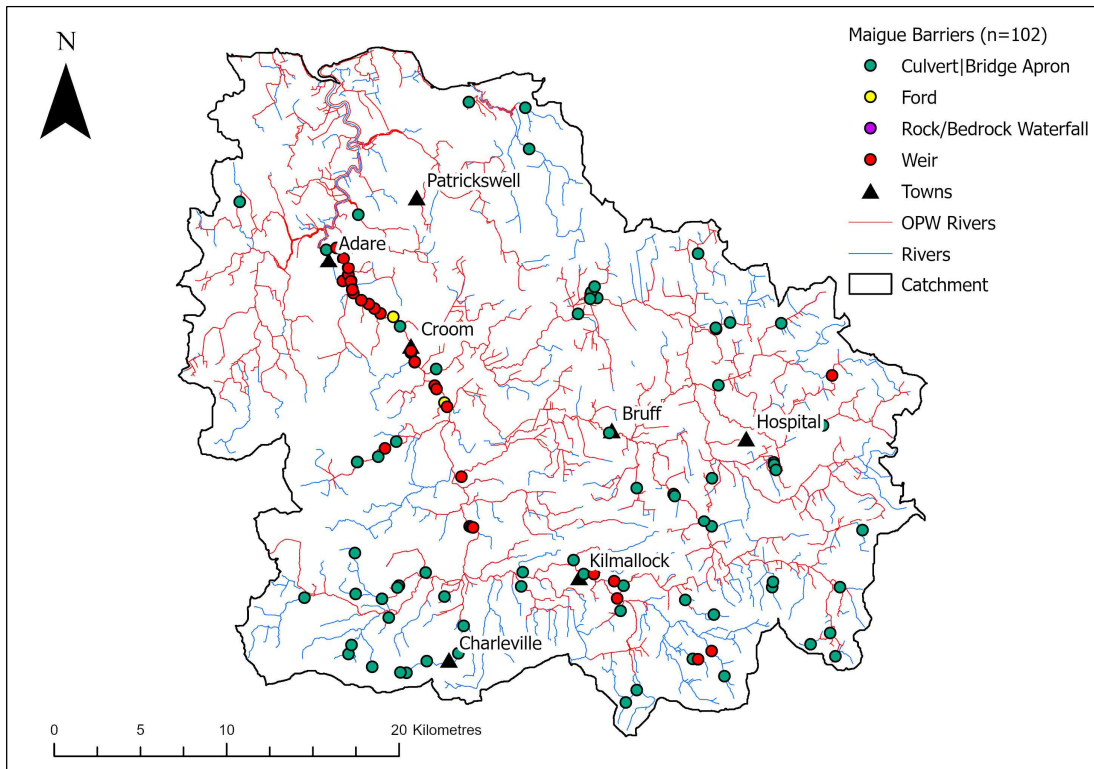 N
Maigue Barriers (n=102)
Culvert|Bridge Apron
Ford
Rock/Bedrock Waterfall
Weir
Towns
OPW Rivers
Rivers
Catchment
Patrickswell
Adare
Croom
Bruff
Hospital
Kilmallock
Charleville
0 5 10 20 Kilometres